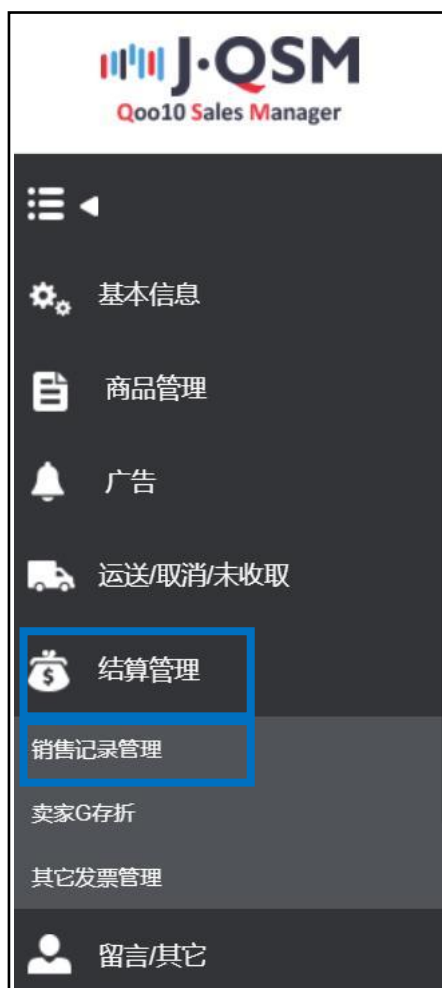 J·QSM
Qoo10 Sales Manager
基本信息
商品管理
广告
运送/取消/未收取
结算管理
销售记录管理
卖家G存折
其它发票管理
留言/其它